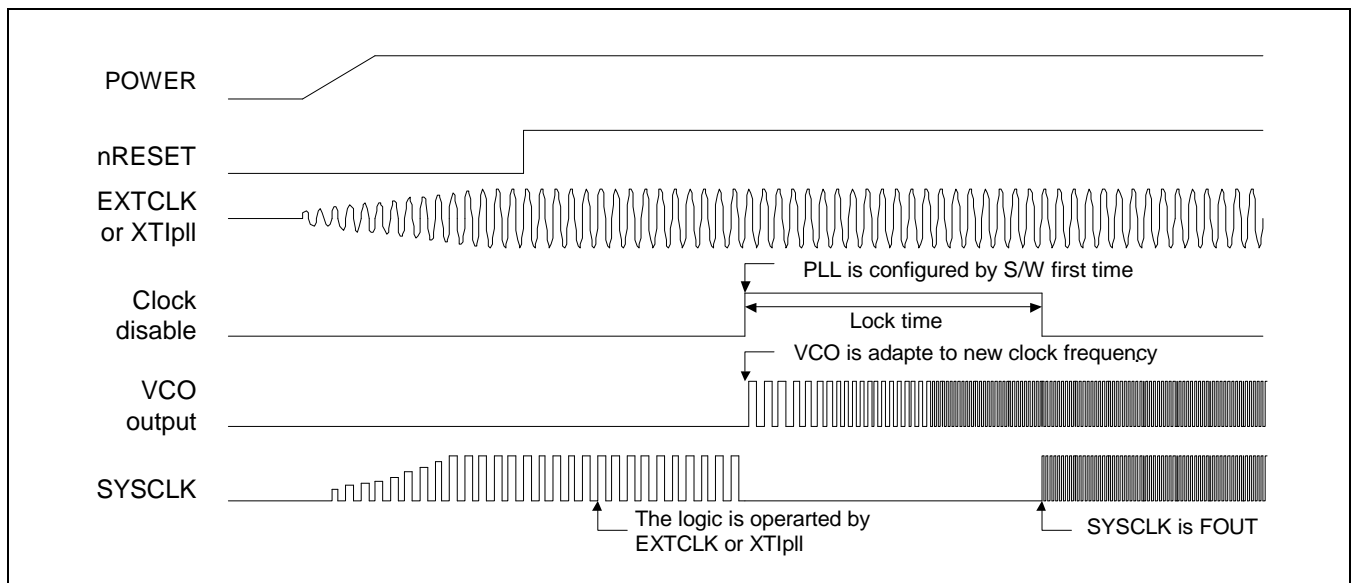 POWER
nRESET
EXTCLK
or XTIpll
PLL is configured by S/W first time
Clock
disable
Lock time
VCO is adapte to new clock frequency
VCO
output
SYSCLK
The logic is operarted by
EXTCLK or XTIpll
SYSCLK is FOUT